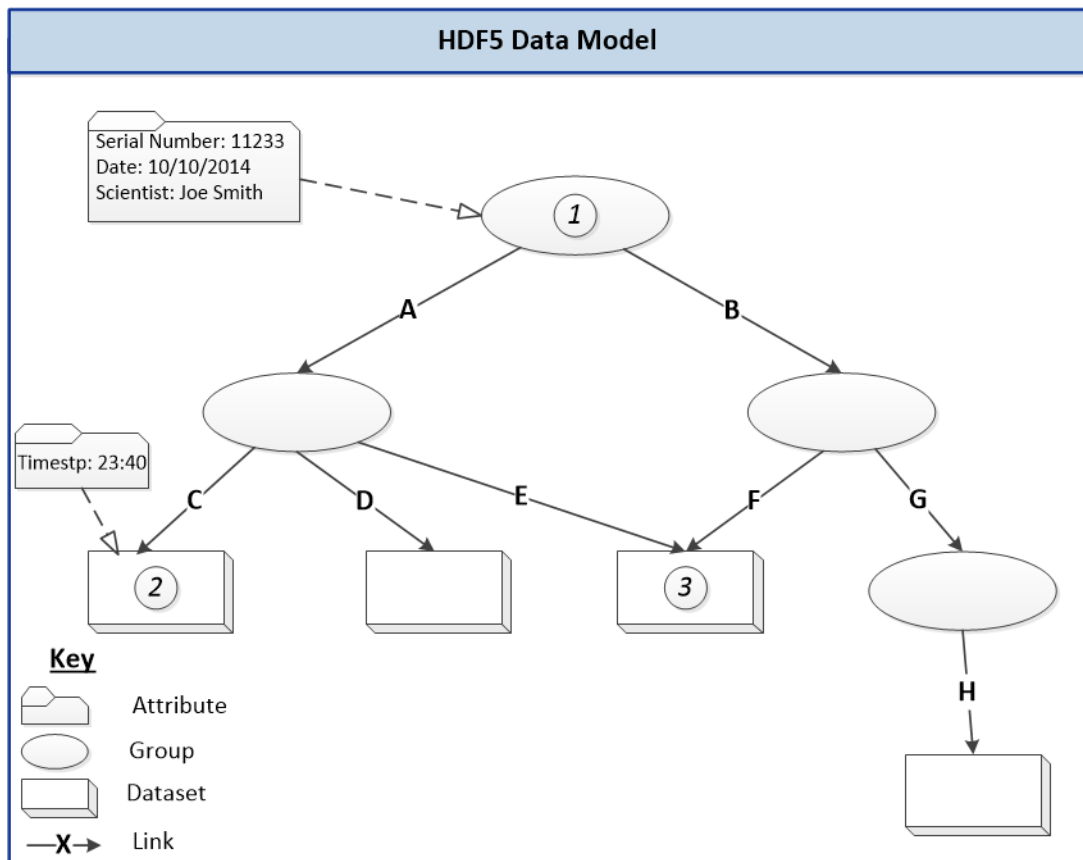 HDF5 Data Model
Serial Number: 11233
Date: 10/10/2014
Scientist: Joe Smith
1
A
B
Timestp: 23:40
C
D
E
F
G
2
3
H
Key
Attribute
Group
Dataset
X
Link